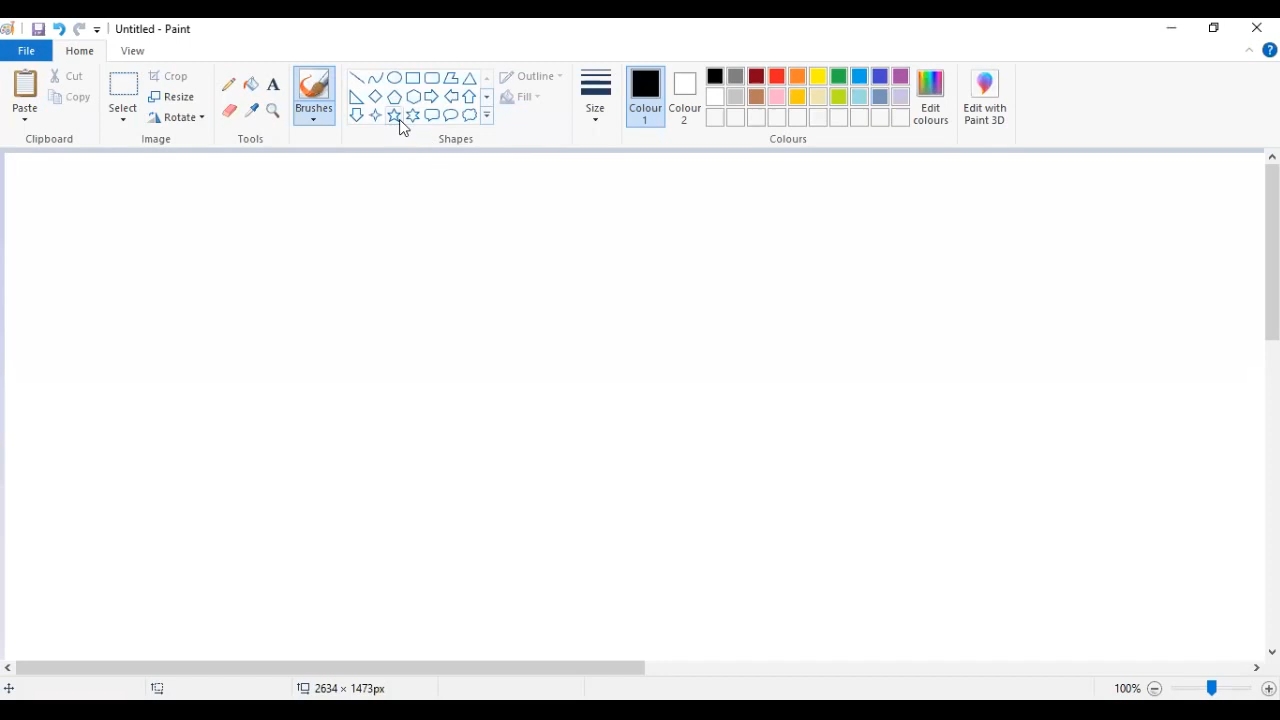 Untitled - Paint
File Home View
Paste
Cut
Copy
Clipboard
Select
Crop
Resize
Rotate
Image
A
Tools
Brushes
Shapes
Outline
Fill
Size
Colour 1
Colour 2
Edit colours
Colours
Edit with Paint 3D
?
2634 × 1473px
100%